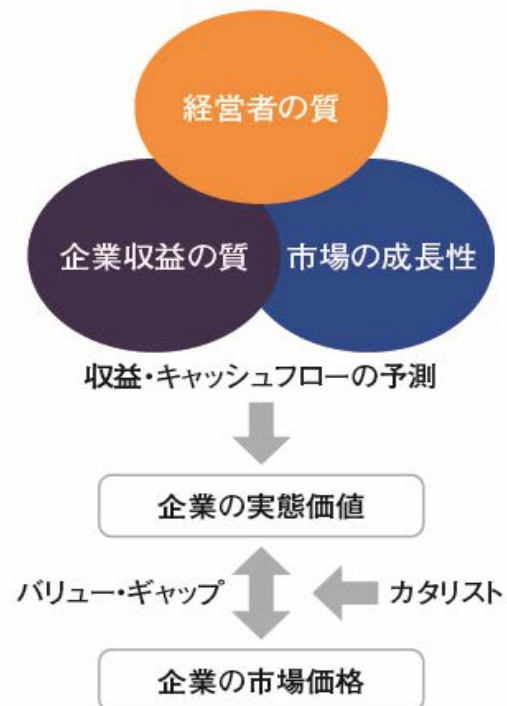 経営者の質
企業収益の質
市場の成長性
収益・キャッシュフローの予測
企業の実態価値
バリュー・ギャップ
カタリスト
企業の市場価格